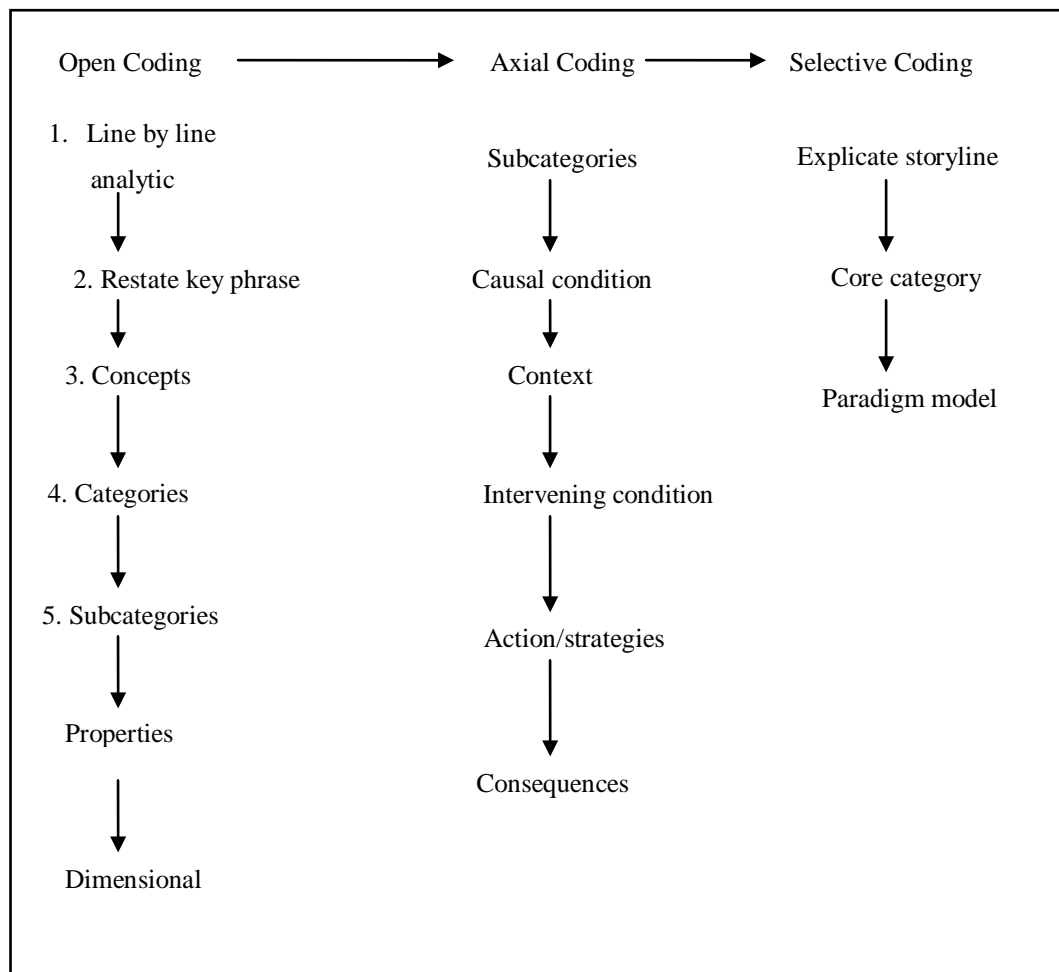 Open Coding
Axial Coding
Selective Coding
1. Line by line
analytic
2. Restate key phrase
3. Concepts
4. Categories
5. Subcategories
Properties
Dimensional
Subcategories
Causal condition
Context
Intervening condition
Action/strategies
Consequences
Explicate storyline
Core category
Paradigm model